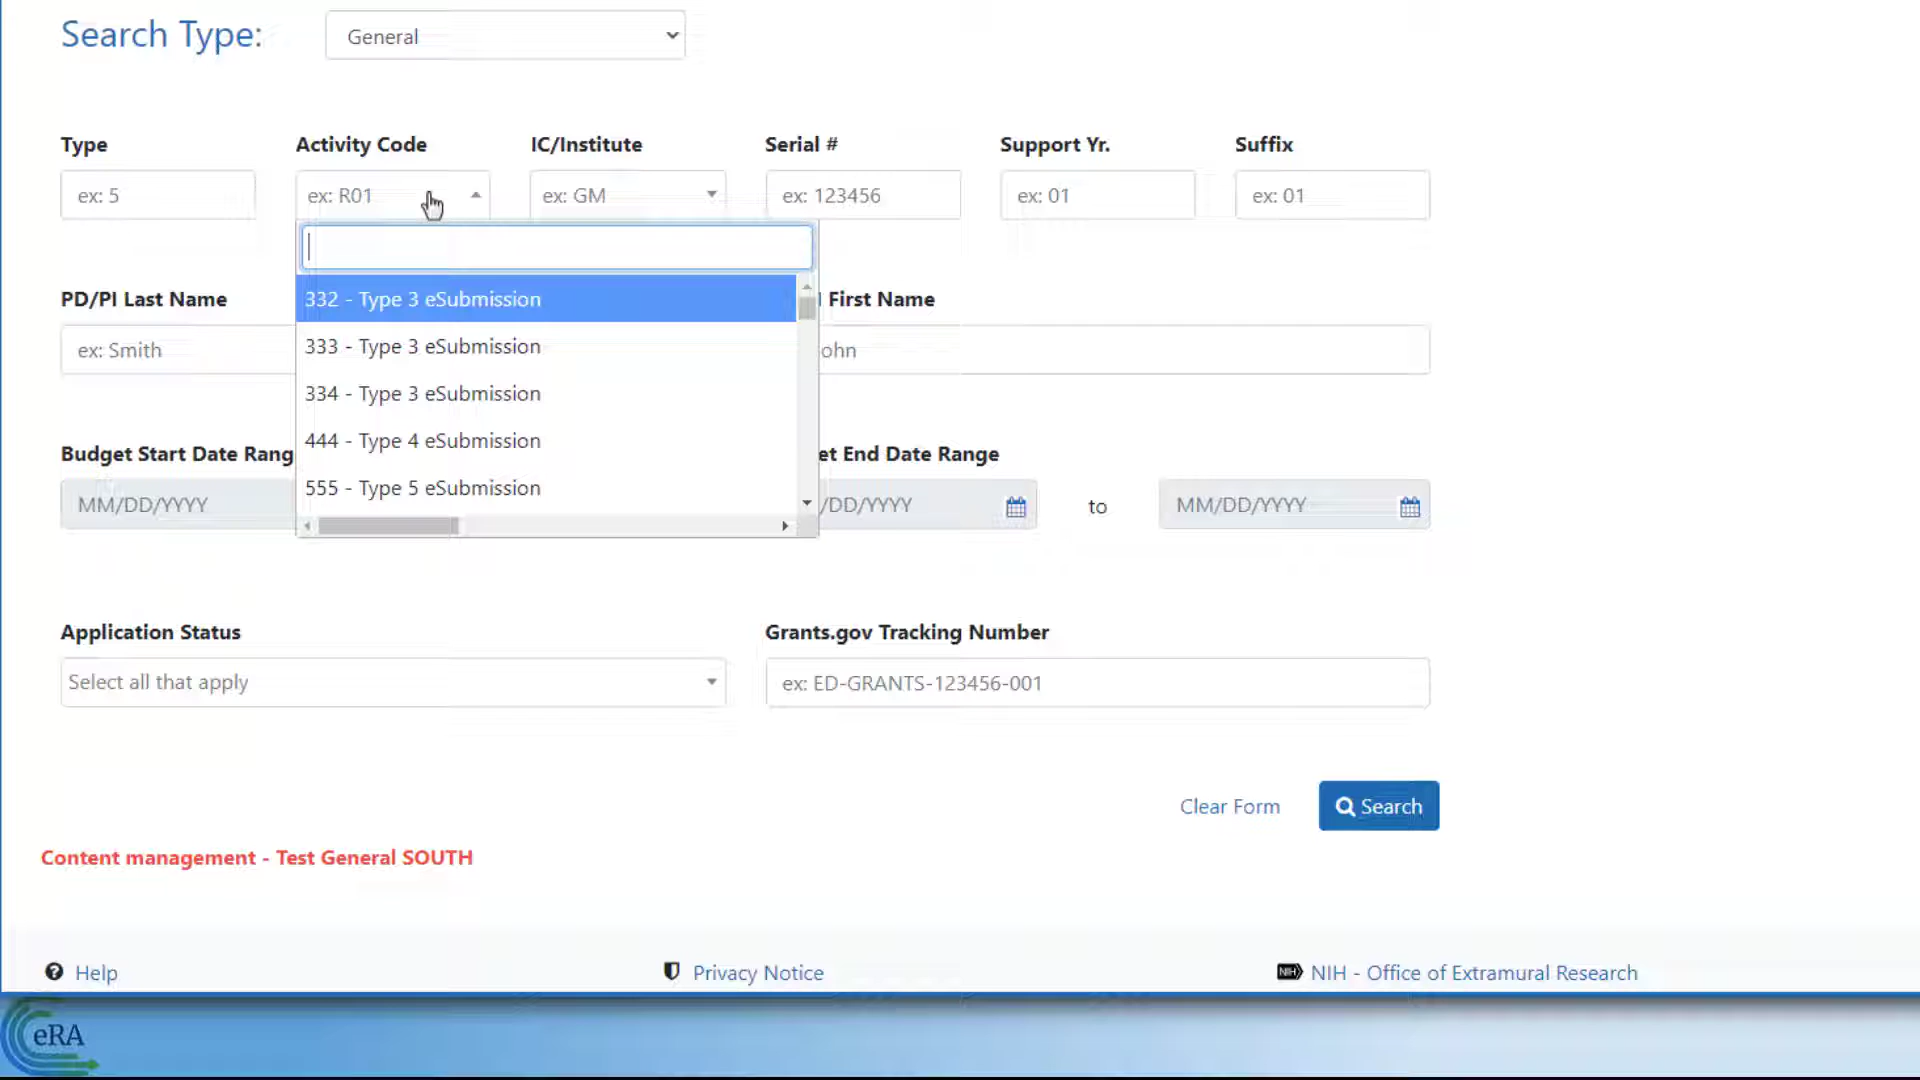 Search Type: General
Type Activity Code IC/Institute Serial # Support Yr. Suffix
ex: 5 ex: R01 ex: GM ex: 123456 ex: 01 ex: 01
332 - Type 3 eSubmission
333 - Type 3 eSubmission
334 - Type 3 eSubmission
444 - Type 4 eSubmission
555 - Type 5 eSubmission
PD/PI Last Name First Name
ex: Smith ohn
Budget Start Date Rang et End Date Range
MM/DD/YYYY /DD/YYYY to MM/DD/YYYY
Application Status Grants.gov Tracking Number
Select all that apply ex: ED-GRANTS-123456-001
Clear Form Search
Content management - Test General SOUTH
Help Privacy Notice NIH NIH - Office of Extramural Research
eRA